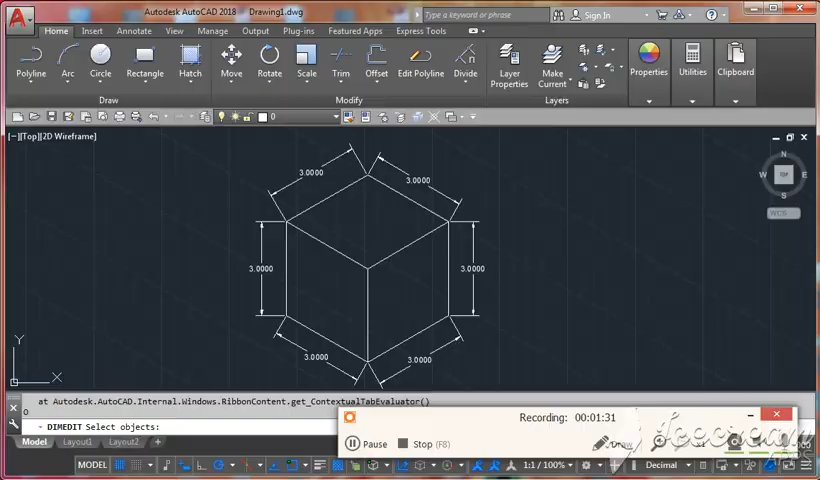 Autodesk AutoCAD 2018 Drawing1.dwg Type a keyword or phrase Sign In
Home Insert Annotate View Manage Output Plug-ins Featured Apps Express Tools
Polyline Arc Circle Rectangle Hatch Move Rotate Scale Trim Offset Edit Polyline Divide Layer Properties Make Current Properties Utilities Clipboard
Draw Modify Layers
0
[-][Top][2D Wireframe]
N
W TOP E
S
WCS
3.0000 3.0000
3.0000 3.0000
3.0000 3.0000
Y
X
at Autodesk.AutoCAD.Internal.Windows.RibbonContent.get_ContextualTabEvaluator()
O
DIMEDIT Select objects:
Recording: 00:01:31
Pause Stop (F8) Draw
Model Layout1 Layout2 +
MODEL 1:1 / 100% Decimal